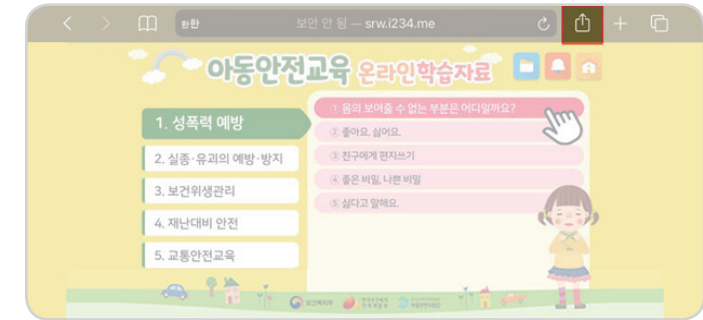 보안 안 됨 — srw.i234.me
아동안전교육 온라인학습자료
1. 성폭력 예방
2. 실종·유괴의 예방·방지
3. 보건위생관리
4. 재난대비 안전
5. 교통안전교육
① 몸의 보여줄 수 없는 부분은 어디일까요?
② 좋아요. 싫어요.
③ 친구에게 편지쓰기
④ 좋은 비밀, 나쁜 비밀
⑤ 싫다고 말해요.
보건복지부